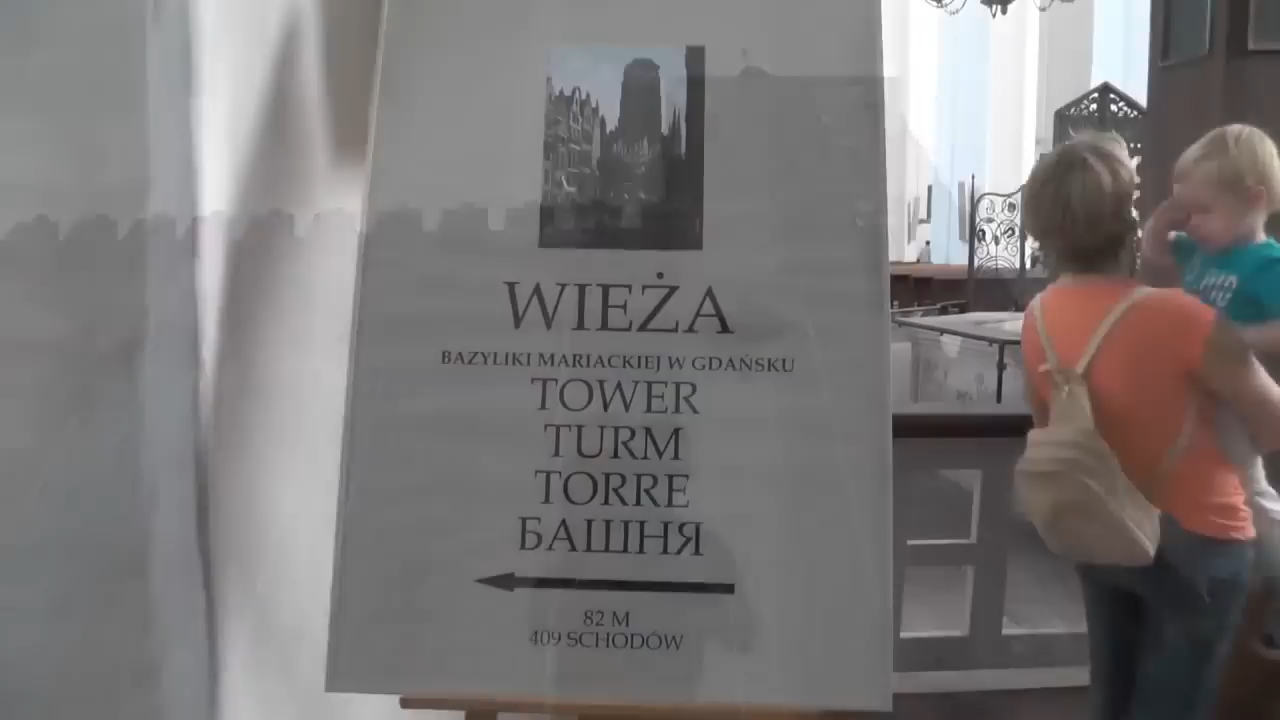 WIEŻA
BAZYLIKI MARIACKIEJ W GDAŃSKU
TOWER
TURM
TORRE
БАШНЯ
82 M
409 SCHODÓW